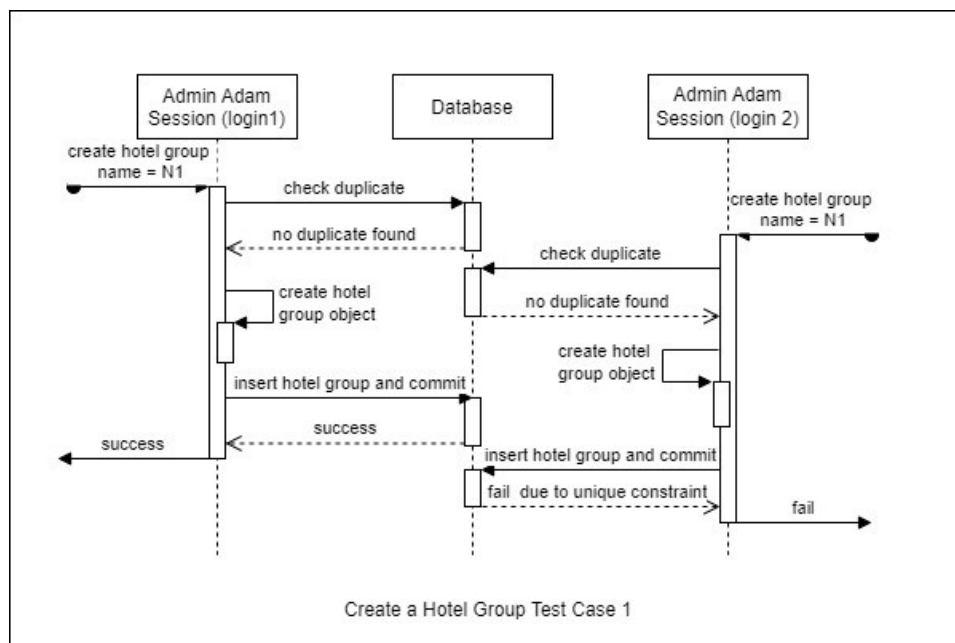 Admin Adam
Session (login1)
Database
Admin Adam
Session (login 2)
create hotel group
name = N1
check duplicate
create hotel group
name = N1
no duplicate found
check duplicate
create hotel
group object
no duplicate found
create hotel
group object
insert hotel group and commit
success
success
insert hotel group and commit
fail due to unique constraint
fail
Create a Hotel Group Test Case 1